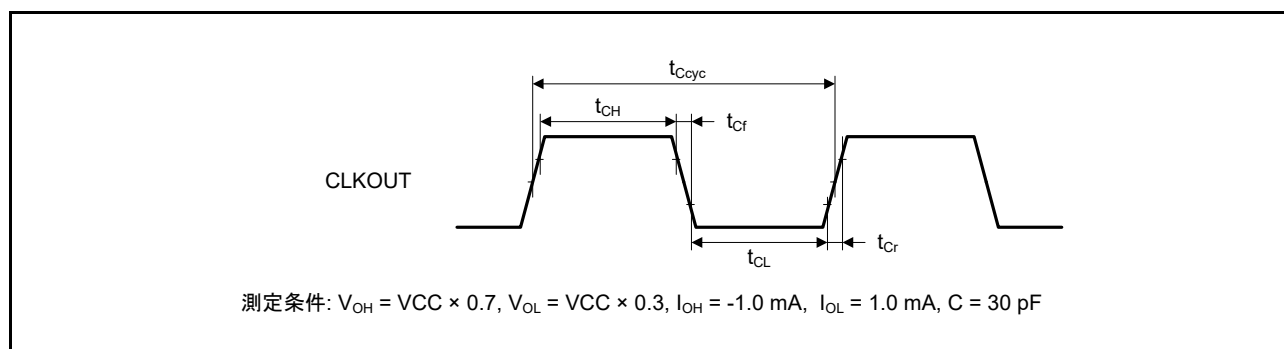 tCcyc
tCH
tCf
CLKOUT
tCL
tCr
測定条件: VOH = VCC × 0.7, VOL = VCC × 0.3, IOH = -1.0 mA, IOL = 1.0 mA, C = 30 pF